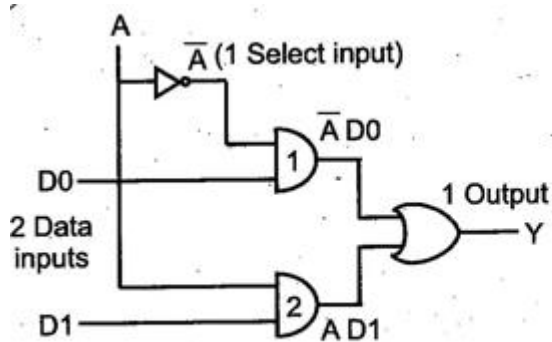 A
A̅ (1 Select input)
1
A̅ D0
D0
1 Output
Y
2 Data
inputs
2
A D1
D1